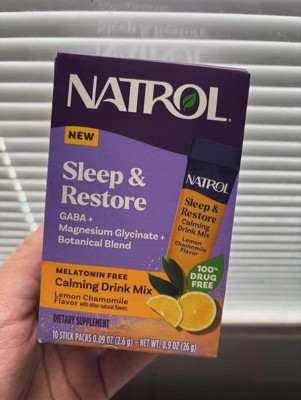 NATROL
NEW
Sleep &
Restore
GABA +
Magnesium Glycinate +
Botanical Blend
MELATONIN FREE
Calming Drink Mix
Lemon Chamomile
Flavor with other natural flavors
DIETARY SUPPLEMENT
10 STICK PACKS 0.09 OZ (2.6 g) – NET WT. 0.9 OZ (26 g)
NATROL
Sleep &
Restore
Calming
Drink Mix
Lemon
Chamomile
Flavor
100%
DRUG
FREE
Sleep & Restore